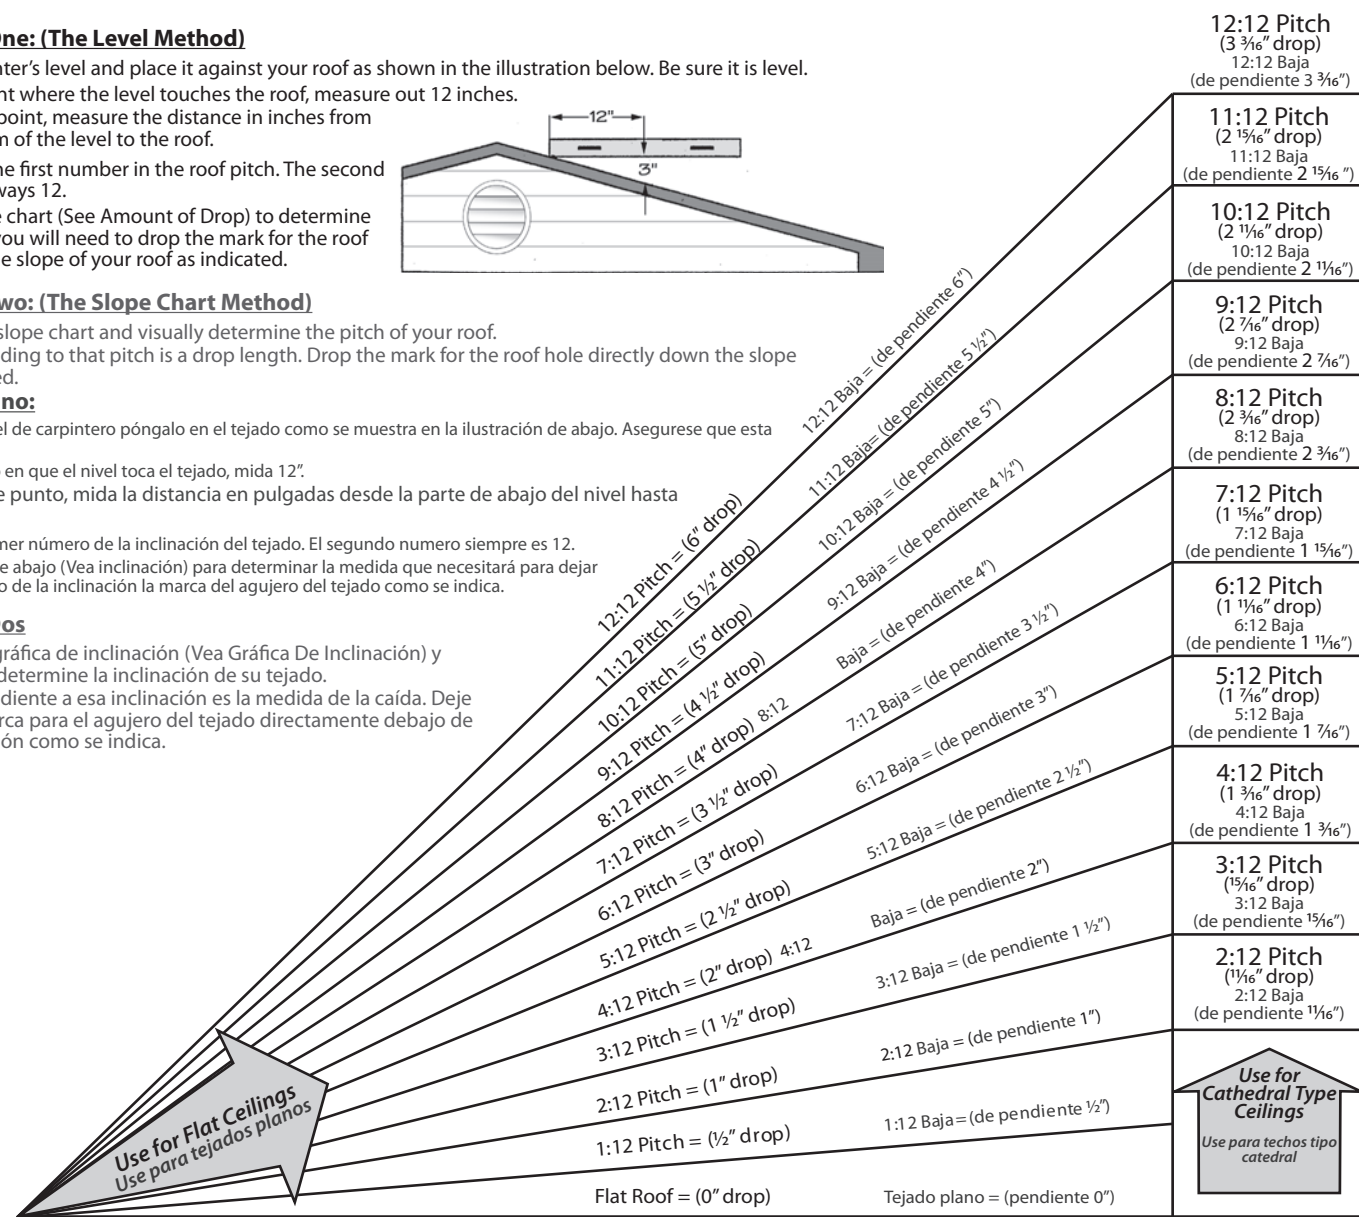 One: (The Level Method)
nter's level and place it against your roof as shown in the illustration below. Be sure it is level.
nt where the level touches the roof, measure out 12 inches.
point, measure the distance in inches from
m of the level to the roof.
he first number in the roof pitch. The second
ways 12.
e chart (See Amount of Drop) to determine
you will need to drop the mark for the roof
e slope of your roof as indicated.
12"
3"
wo: (The Slope Chart Method)
slope chart and visually determine the pitch of your roof.
ding to that pitch is a drop length. Drop the mark for the roof hole directly down the slope
ed.
no:
el de carpintero póngalo en el tejado como se muestra en la ilustración de abajo. Asegurese que esta
o en que el nivel toca el tejado, mida 12”.
e punto, mida la distancia en pulgadas desde la parte de abajo del nivel hasta
mer número de la inclinación del tejado. El segundo numero siempre es 12.
e abajo (Vea inclinación) para determinar la medida que necesitará para dejar
o de la inclinación la marca del agujero del tejado como se indica.
Dos
gráfica de inclinación (Vea Gráfica De Inclinación) y
determine la inclinación de su tejado.
diente a esa inclinación es la medida de la caída. Deje
rca para el agujero del tejado directamente debajo de
ión como se indica.
12:12 Pitch = (6” drop) 12:12 Baja = (de pendiente 6”)
11:12 Pitch = (5 ½” drop) 11:12 Baja= (de pendiente 5 ½”)
10:12 Pitch = (5” drop) 10:12 Baja = (de pendiente 5”)
9:12 Pitch = (4 ½” drop) 9:12 Baja = (de pendiente 4 ½”)
8:12 Pitch = (4” drop) 8:12 Baja = (de pendiente 4”)
7:12 Pitch = (3 ½” drop) 7:12 Baja = (de pendiente 3 ½”)
6:12 Pitch = (3” drop) 6:12 Baja = (de pendiente 3”)
5:12 Pitch = (2 ½” drop) 5:12 Baja = (de pendiente 2 ½”)
4:12 Pitch = (2” drop) 4:12 Baja = (de pendiente 2”)
3:12 Pitch = (1 ½” drop) 3:12 Baja = (de pendiente 1 ½”)
2:12 Pitch = (1” drop) 2:12 Baja = (de pendiente 1”)
1:12 Pitch = (½” drop) 1:12 Baja= (de pendiente ½”)
Flat Roof = (0” drop) Tejado plano = (pendiente 0”)
Use for Flat Ceilings
Use para tejados planos
12:12 Pitch
(3 3⁄16” drop)
12:12 Baja
(de pendiente 3 3⁄16”)
11:12 Pitch
(2 15⁄16” drop)
11:12 Baja
(de pendiente 2 15⁄16 ”)
10:12 Pitch
(2 11⁄16” drop)
10:12 Baja
(de pendiente 2 11⁄16”)
9:12 Pitch
(2 7⁄16” drop)
9:12 Baja
(de pendiente 2 7⁄16”)
8:12 Pitch
(2 3⁄16” drop)
8:12 Baja
(de pendiente 2 3⁄16”)
7:12 Pitch
(1 15⁄16” drop)
7:12 Baja
(de pendiente 1 15⁄16”)
6:12 Pitch
(1 11⁄16” drop)
6:12 Baja
(de pendiente 1 11⁄16”)
5:12 Pitch
(1 7⁄16” drop)
5:12 Baja
(de pendiente 1 7⁄16”)
4:12 Pitch
(1 3⁄16” drop)
4:12 Baja
(de pendiente 1 3⁄16”)
3:12 Pitch
(15⁄16” drop)
3:12 Baja
(de pendiente 15⁄16”)
2:12 Pitch
(11⁄16” drop)
2:12 Baja
(de pendiente 11⁄16”)
Use for
Cathedral Type
Ceilings
Use para techos tipo
catedral